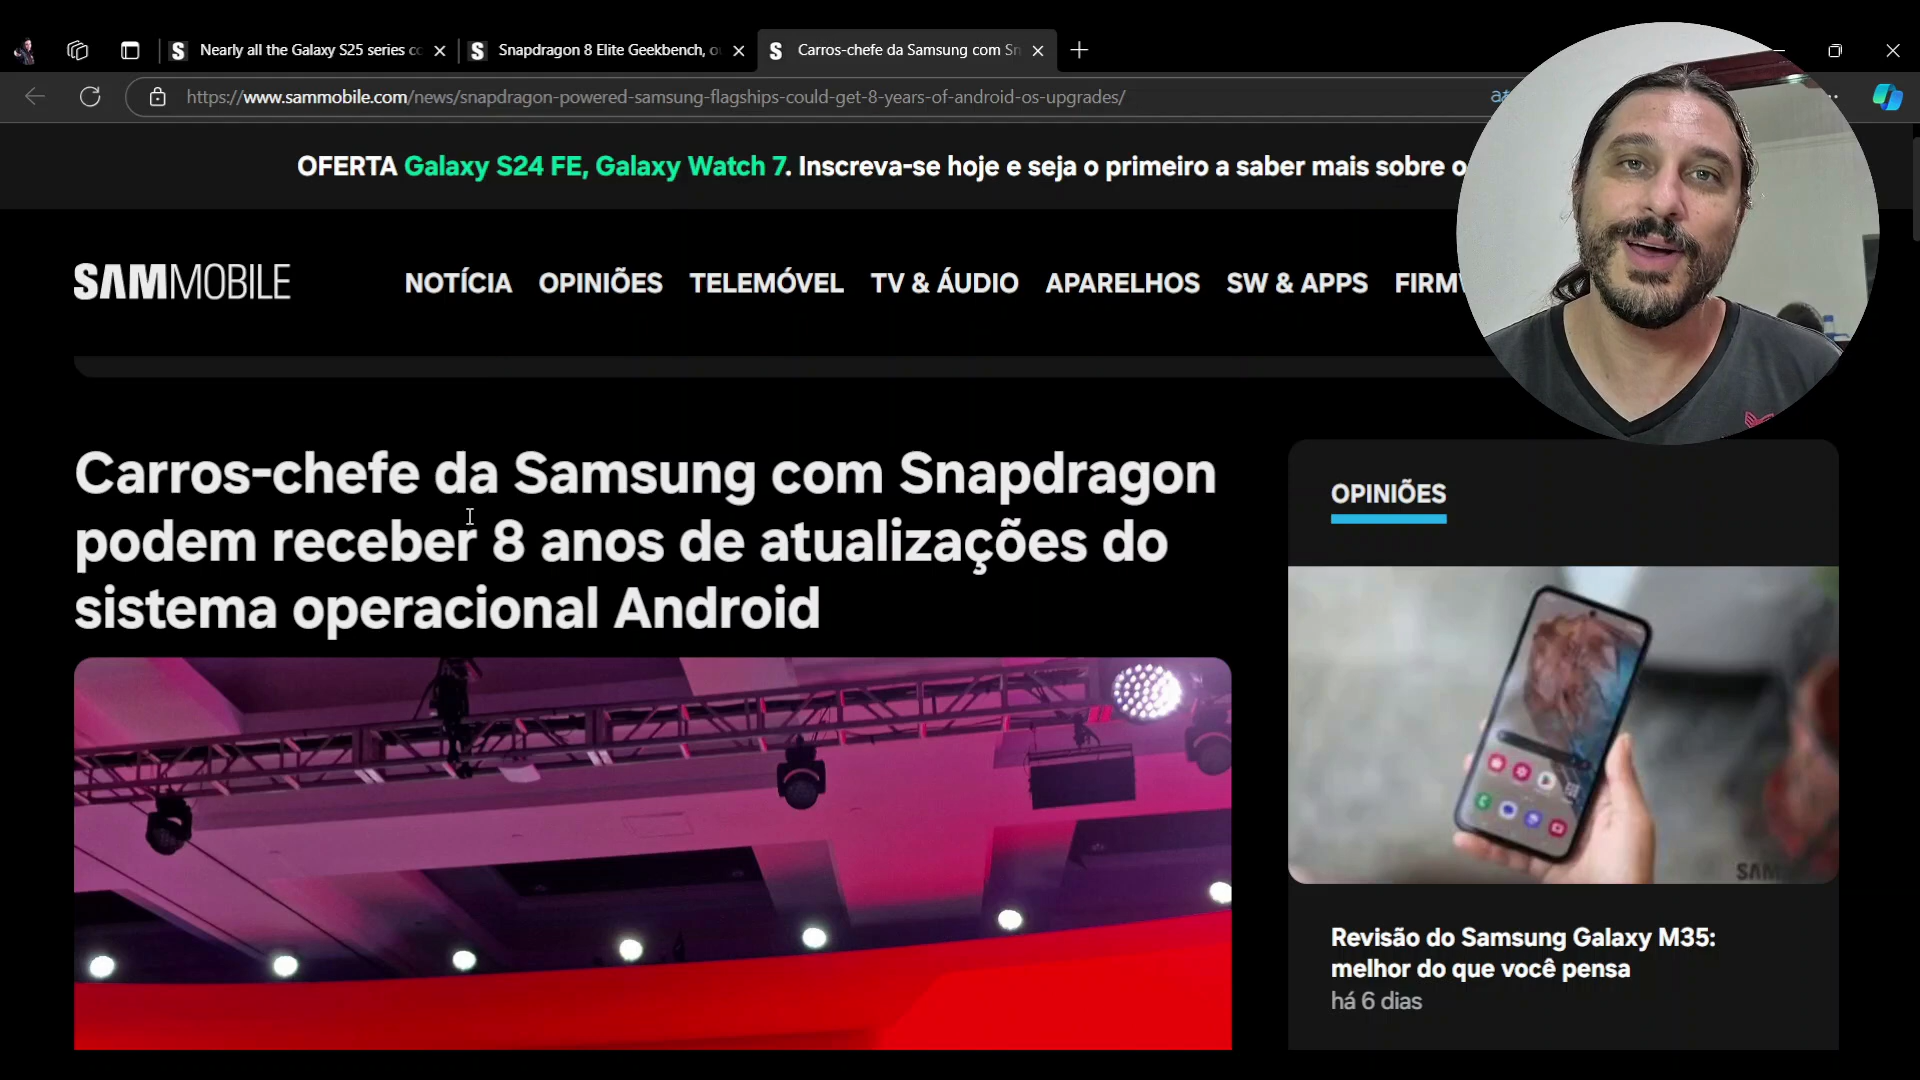 Nearly all the Galaxy S25 series
Snapdragon 8 Elite Geekbench,
Carros-chefe da Samsung com
https://www.sammobile.com/news/snapdragon-powered-samsung-flagships-could-get-8-years-of-android-os-upgrades/
OFERTA Galaxy S24 FE, Galaxy Watch 7. Inscreva-se hoje e seja o primeiro a saber mais sobre o
SAMMOBILE
NOTÍCIA OPINIÕES TELEMÓVEL TV & ÁUDIO APARELHOS SW & APPS FIRM
Carros-chefe da Samsung com Snapdragon
podem receber 8 anos de atualizações do
sistema operacional Android
OPINIÕES
SAM
Revisão do Samsung Galaxy M35:
melhor do que você pensa
há 6 dias